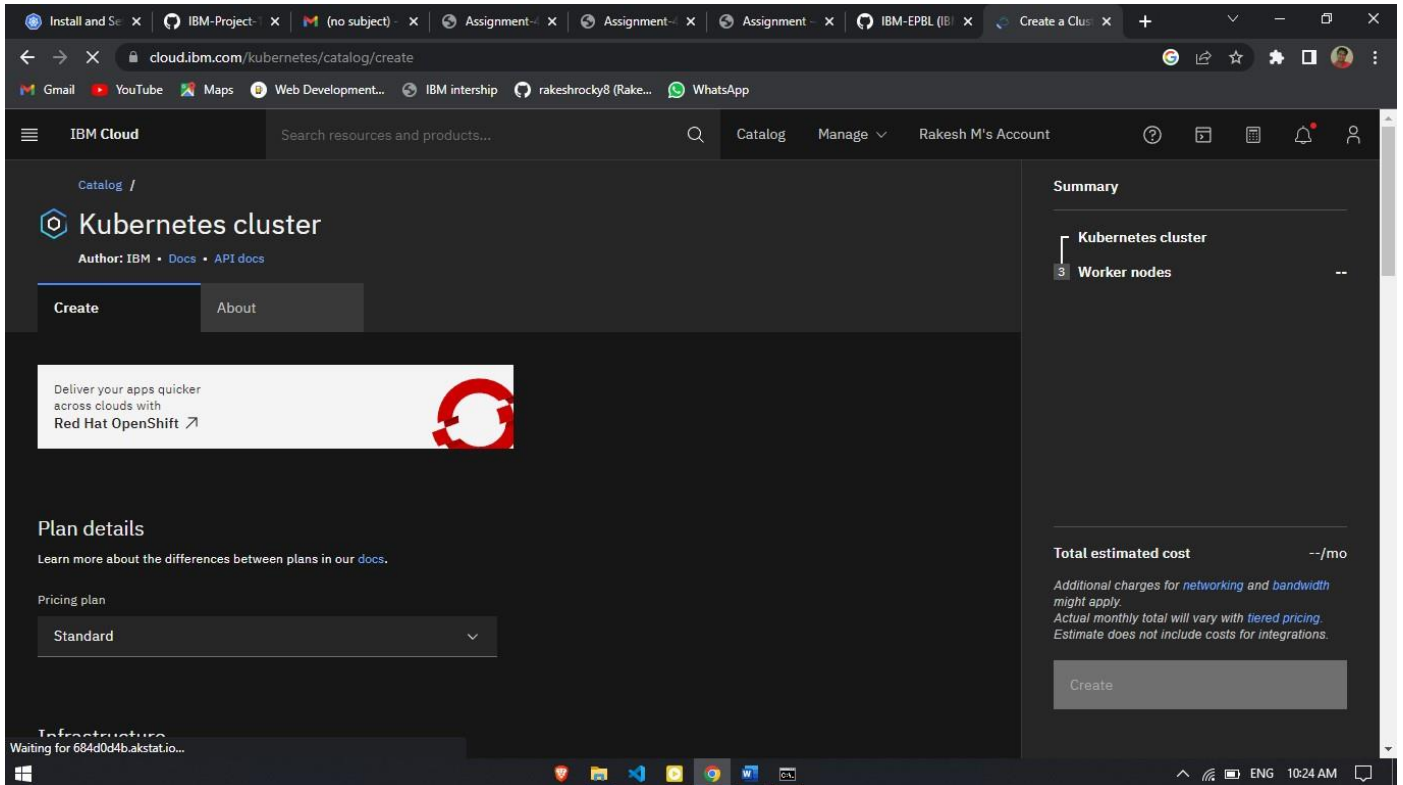 Install and Se
IBM-Project-1
(no subject) -
Assignment-4
Assignment-4
Assignment -
IBM-EPBL (IB
Create a Clus
cloud.ibm.com/kubernetes/catalog/create
Gmail YouTube Maps Web Development... IBM intership rakeshrocky8 (Rake... WhatsApp
IBM Cloud Search resources and products... Catalog Manage Rakesh M's Account
Catalog /
Kubernetes cluster
Author: IBM • Docs • API docs
Create About
Deliver your apps quicker
across clouds with
Red Hat OpenShift
Plan details
Learn more about the differences between plans in our docs.
Pricing plan
Standard
Infrastructure
Summary
Kubernetes cluster
3 Worker nodes --
Total estimated cost --/mo
Additional charges for networking and bandwidth
might apply.
Actual monthly total will vary with tiered pricing.
Estimate does not include costs for integrations.
Create
Waiting for 684d0d4b.akstat.io...
ENG 10:24 AM